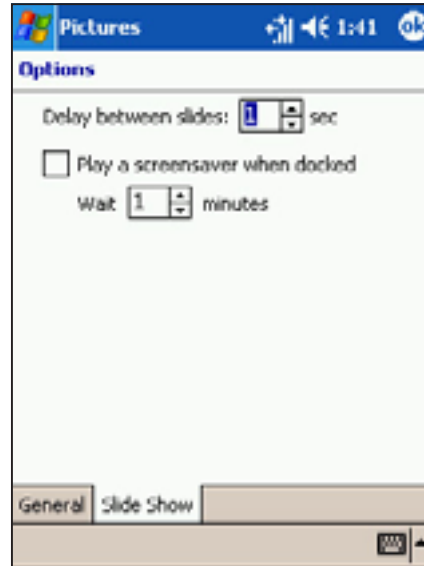 Pictures 1:41 ok
Options
Delay between slides: 1 sec
Play a screensaver when docked
Wait 1 minutes
General Slide Show